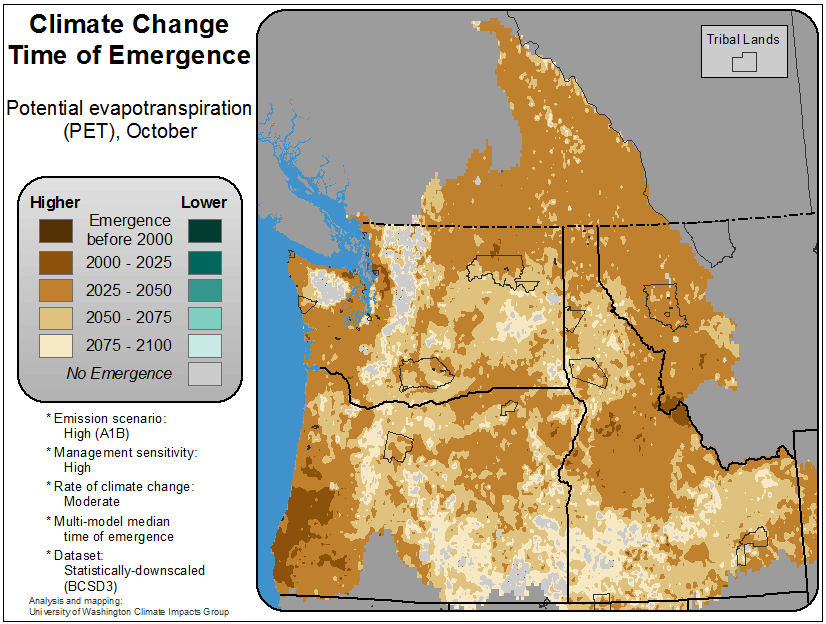 Climate Change
Time of Emergence
Potential evapotranspiration
(PET), October
Higher Lower
Emergence
before 2000
2000 - 2025
2025 - 2050
2050 - 2075
2075 - 2100
No Emergence
* Emission scenario:
High (A1B)
* Management sensitivity:
High
* Rate of climate change:
Moderate
* Multi-model median
time of emergence
* Dataset:
Statistically-downscaled
(BCSD3)
Analysis and mapping:
University of Washington Climate Impacts Group
Tribal Lands